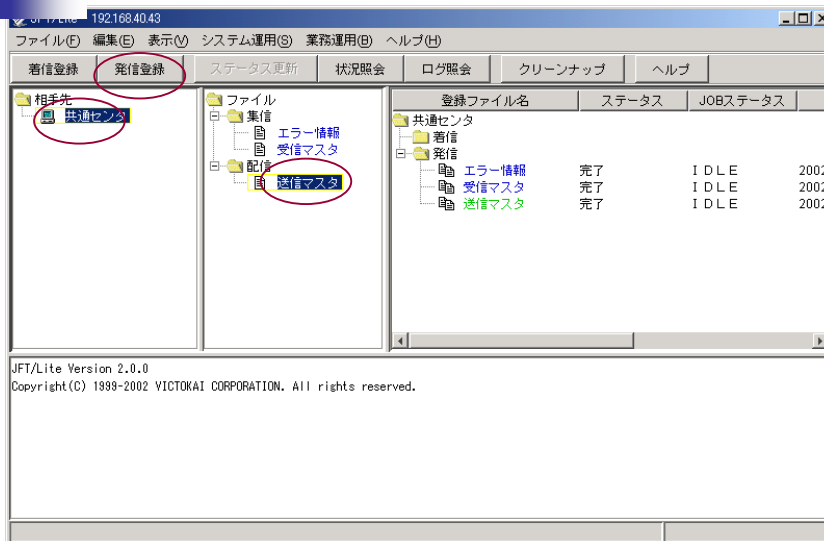 JFT/Lite - 192.168.40.43
ファイル(F) 編集(E) 表示(V) システム運用(S) 業務運用(B) ヘルプ(H)
着信登録 発信登録 ステータス更新 状況照会 ログ照会 クリーンナップ ヘルプ
相手先
共通センタ
ファイル
集信
エラー情報
受信マスタ
配信
送信マスタ
登録ファイル名 ステータス JOBステータス
共通センタ
着信
発信
エラー情報 完了 IDLE 2002
受信マスタ 完了 IDLE 2002
送信マスタ 完了 IDLE 2002
JFT/Lite Version 2.0.0
Copyright(C) 1999-2002 VICTOKAI CORPORATION. All rights reserved.